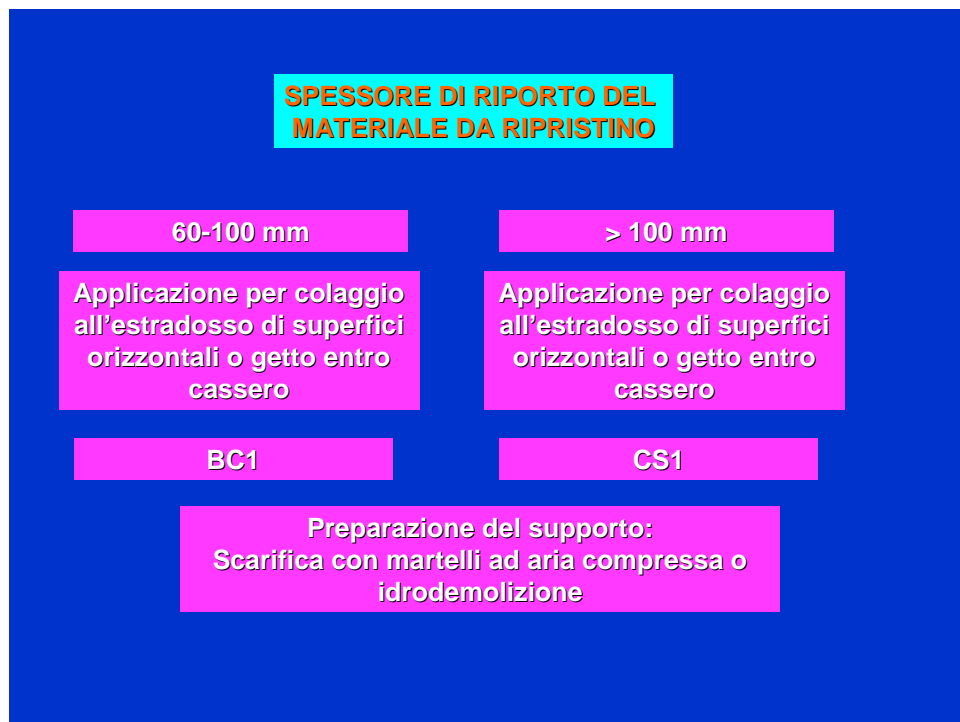 SPESSORE DI RIPORTO DEL
MATERIALE DA RIPRISTINO
60-100 mm
> 100 mm
Applicazione per colaggio
all’estradosso di superfici
orizzontali o getto entro
cassero
Applicazione per colaggio
all’estradosso di superfici
orizzontali o getto entro
cassero
BC1
CS1
Preparazione del supporto:
Scarifica con martelli ad aria compressa o
idrodemolizione